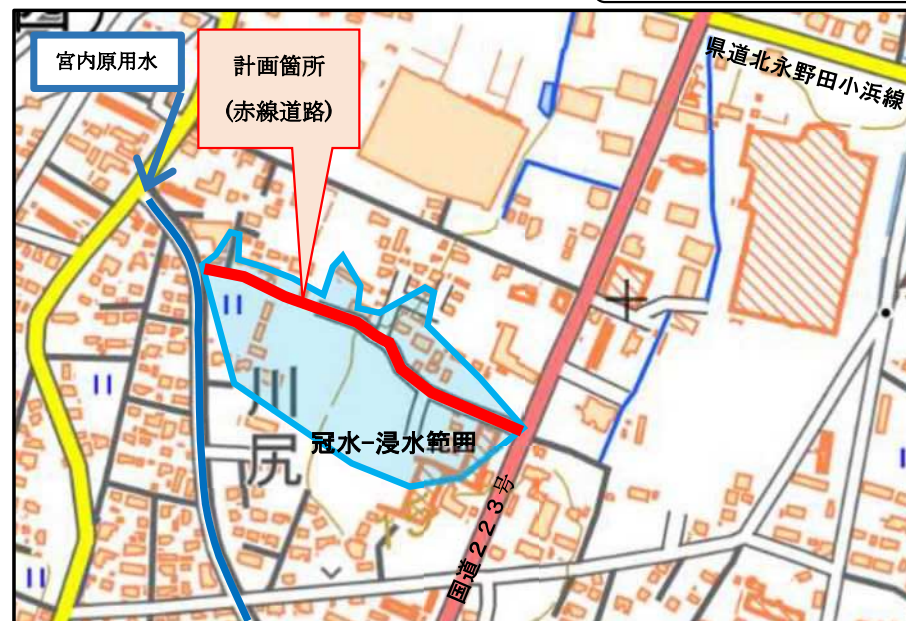 宮内原用水
計画箇所
(赤線道路)
県道北永野田小浜線
川
尻
冠水-浸水範囲
国道223号